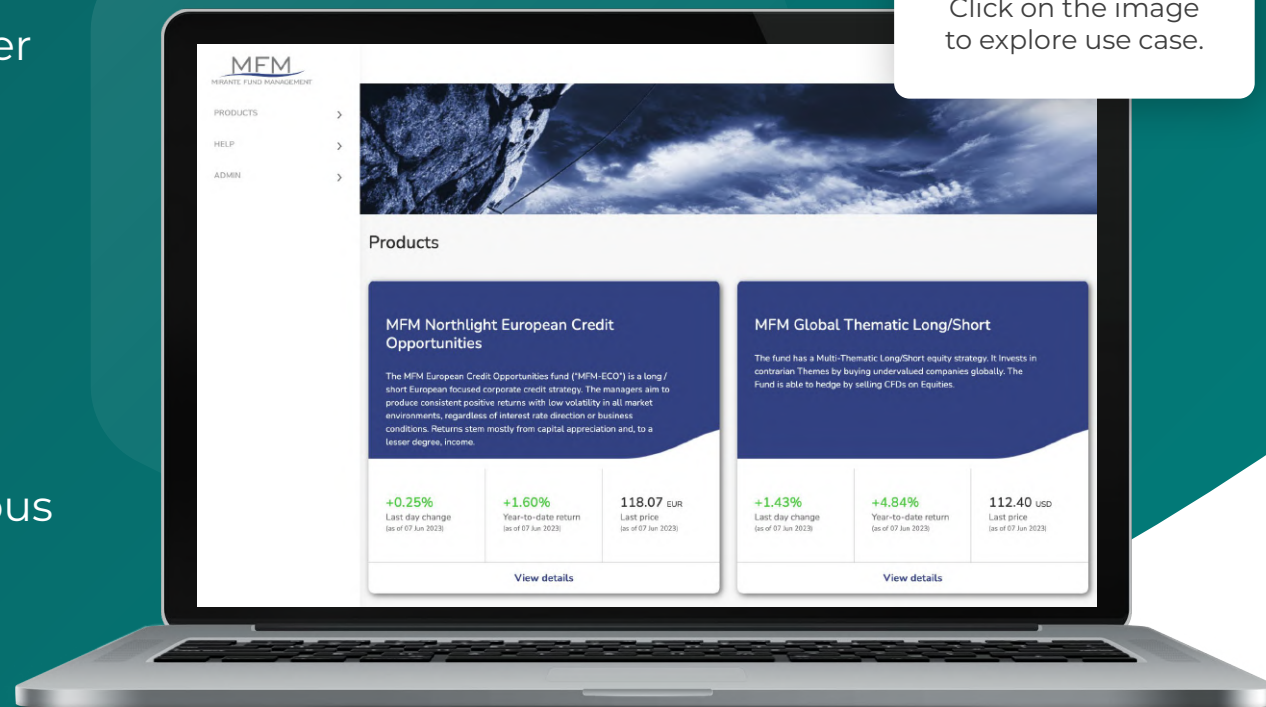 er
ous
Click on the image
to explore use case.
MFM
MIRANTE FUND MANAGEMENT
PRODUCTS
HELP
ADMIN
Products
MFM Northlight European Credit
Opportunities
The MFM European Credit Opportunities fund ("MFM-ECO") is a long /
short European focused corporate credit strategy. The managers aim to
produce consistent positive returns with low volatility in all market
environments, regardless of interest rate direction or business
conditions. Returns stem mostly from capital appreciation and, to a
lesser degree, income.
+0.25%
Last day change
(as of 07 Jun 2023)
+1.60%
Year-to-date return
(as of 07 Jun 2023)
118.07 EUR
Last price
(as of 07 Jun 2023)
View details
MFM Global Thematic Long/Short
The fund has a Multi-Thematic Long/Short equity strategy. It Invests in
contrarian Themes by buying undervalued companies globally. The
Fund is able to hedge by selling CFDs on Equities.
+1.43%
Last day change
(as of 07 Jun 2023)
+4.84%
Year-to-date return
(as of 07 Jun 2023)
112.40 USD
Last price
(as of 07 Jun 2023)
View details